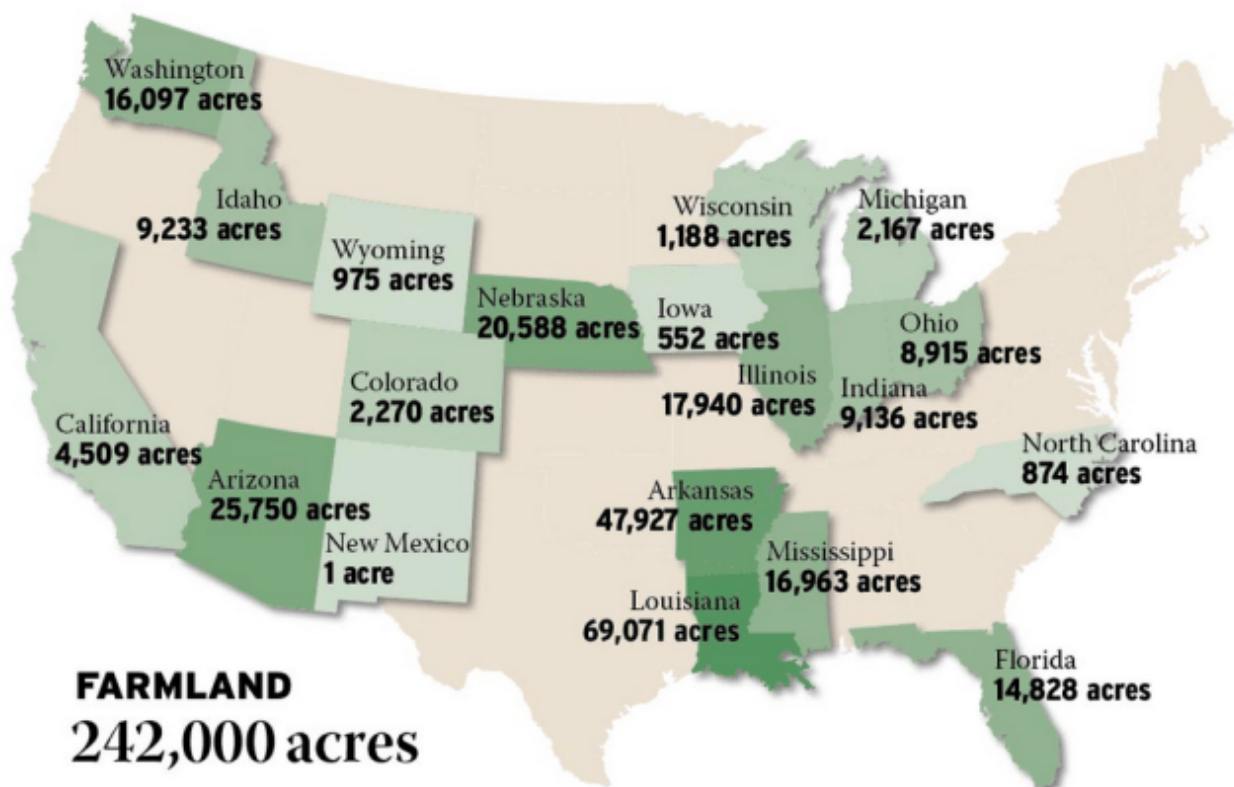 Washington
16,097 acres
Idaho
9,233 acres
Wyoming
975 acres
Wisconsin
1,188 acres
Michigan
2,167 acres
Nebraska
20,588 acres
Iowa
552 acres
Ohio
8,915 acres
Illinois
17,940 acres
Indiana
9,136 acres
Colorado
2,270 acres
California
4,509 acres
North Carolina
874 acres
Arizona
25,750 acres
Arkansas
47,927 acres
New Mexico
1 acre
Mississippi
16,963 acres
Louisiana
69,071 acres
Florida
14,828 acres
FARMLAND
242,000 acres